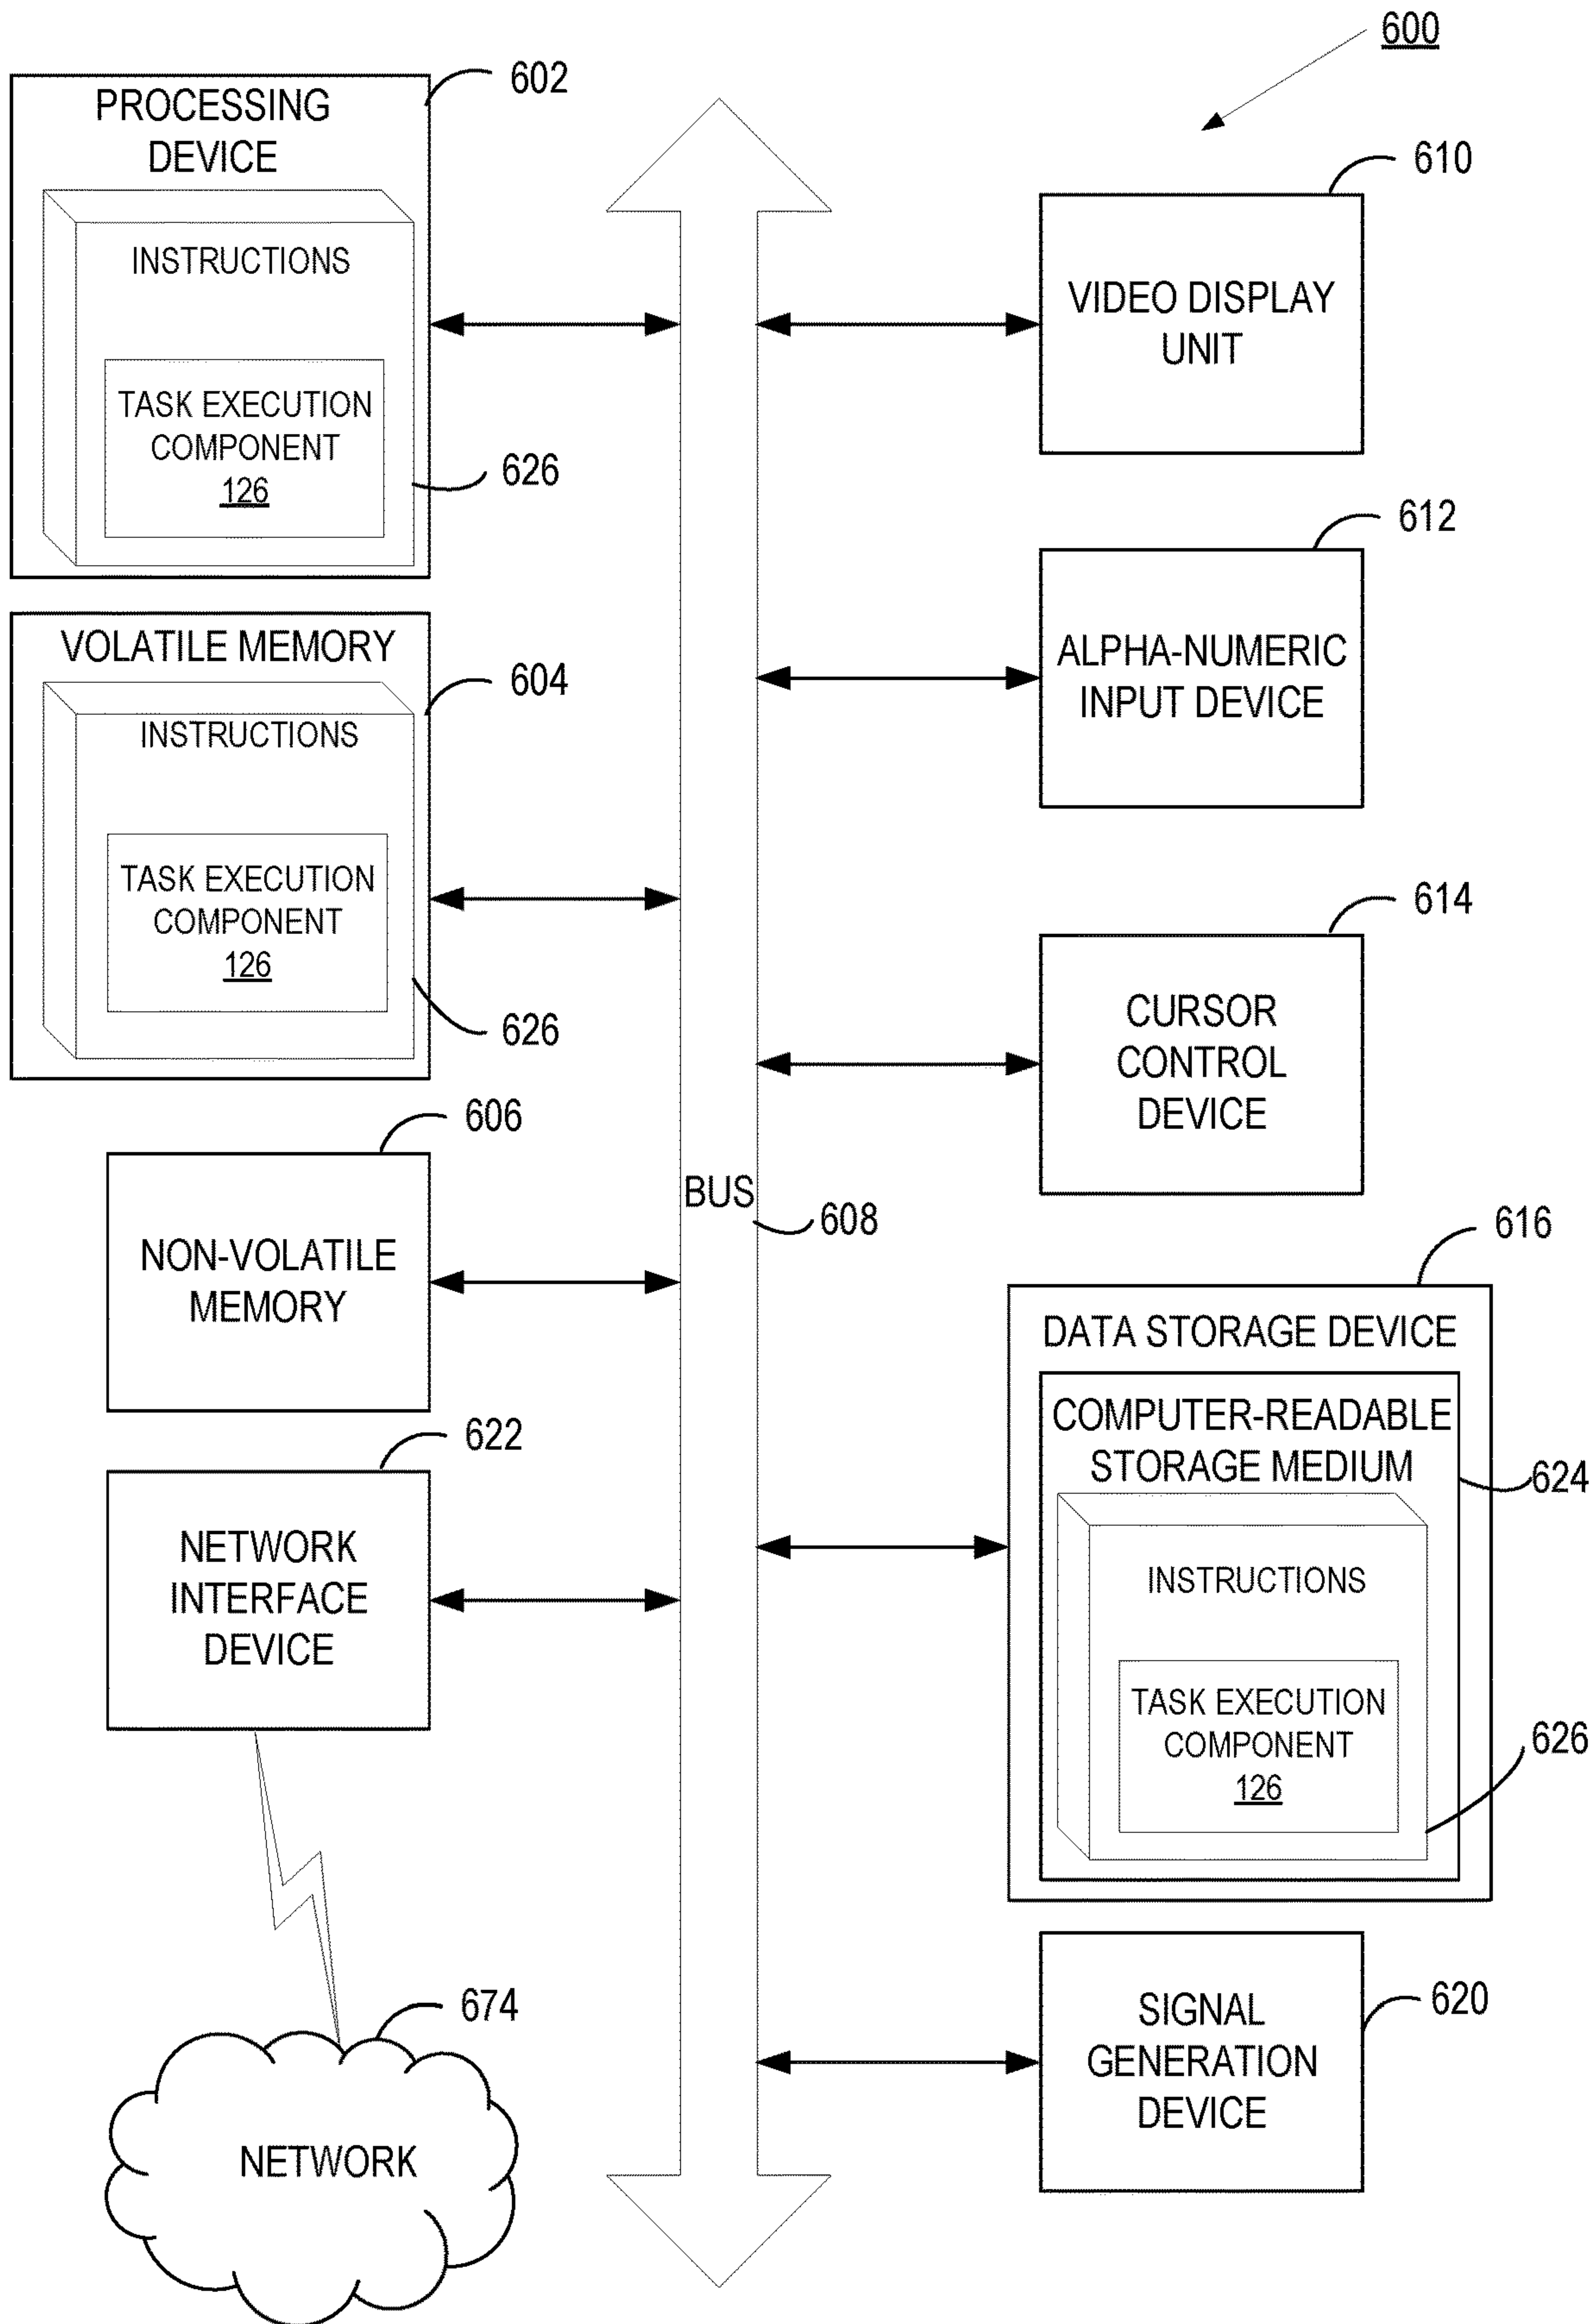 600
602
PROCESSING
DEVICE
INSTRUCTIONS
TASK EXECUTION
COMPONENT
126
626
VOLATILE MEMORY
604
INSTRUCTIONS
TASK EXECUTION
COMPONENT
126
626
606
NON-VOLATILE
MEMORY
622
NETWORK
INTERFACE
DEVICE
674
NETWORK
BUS
608
610
VIDEO DISPLAY
UNIT
612
ALPHA-NUMERIC
INPUT DEVICE
614
CURSOR
CONTROL
DEVICE
616
DATA STORAGE DEVICE
COMPUTER-READABLE
STORAGE MEDIUM
624
INSTRUCTIONS
TASK EXECUTION
COMPONENT
126
626
SIGNAL
GENERATION
DEVICE
620